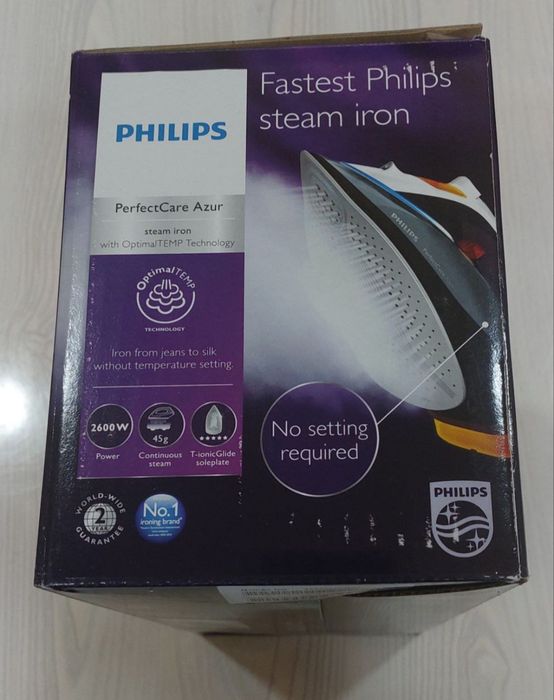 Fastest Philips
steam iron
PHILIPS
PerfectCare Azur
steam iron
with OptimalTEMP Technology
OptimalTEMP
TECHNOLOGY
Iron from jeans to silk
without temperature setting.
2600 W
Power
45g
Continuous
steam
T-ionicGlide
soleplate
PHILIPS
No setting
required
WORLD-WIDE
2
YEAR
GUARANTEE
No.1
ironing brand*
PHILIPS